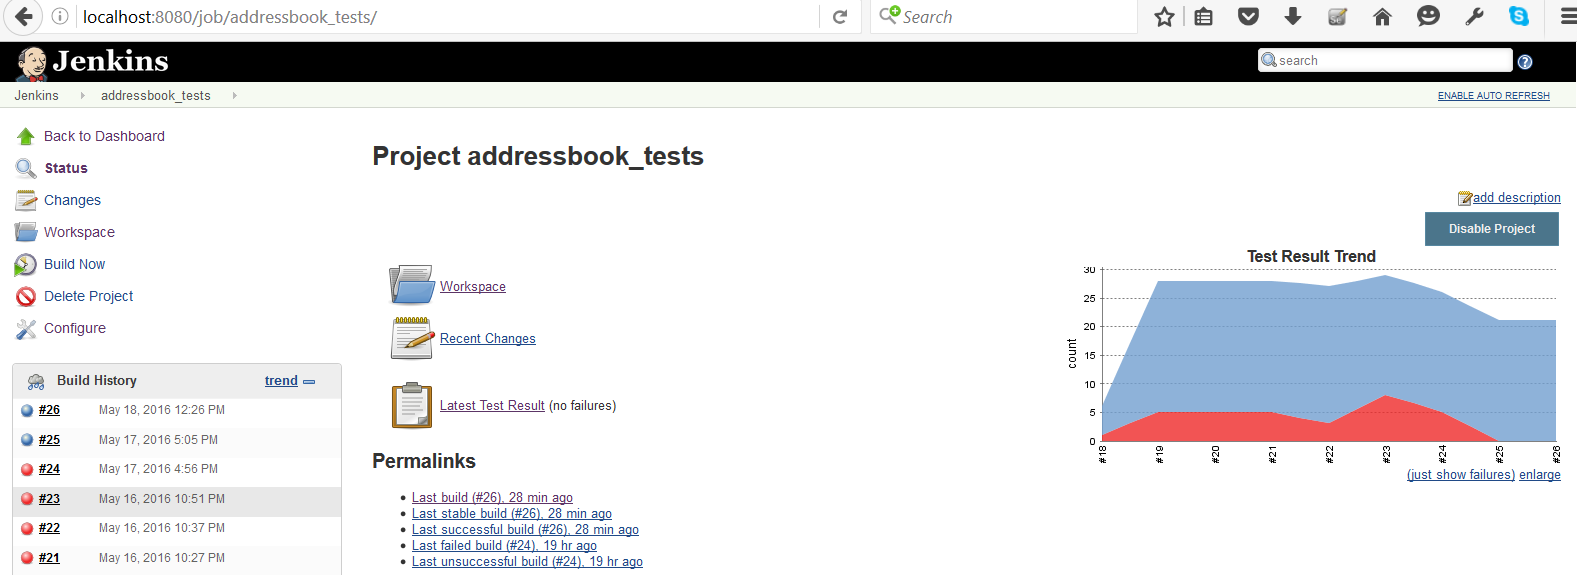 localhost:8080/job/addressbook_tests/
Search
Jenkins
search
Jenkins
addressbook_tests
ENABLE AUTO REFRESH
Back to Dashboard
Status
Changes
Workspace
Build Now
Delete Project
Configure
Build History
trend
#26 May 18, 2016 12:26 PM
#25 May 17, 2016 5:05 PM
#24 May 17, 2016 4:56 PM
#23 May 16, 2016 10:51 PM
#22 May 16, 2016 10:37 PM
#21 May 16, 2016 10:27 PM
Project addressbook_tests
add description
Disable Project
Workspace
Recent Changes
Latest Test Result (no failures)
Permalinks
Last build (#26), 28 min ago
Last stable build (#26), 28 min ago
Last successful build (#26), 28 min ago
Last failed build (#24), 19 hr ago
Last unsuccessful build (#24), 19 hr ago
Test Result Trend
count
30
25
20
15
10
5
0
#18
#19
#20
#21
#22
#23
#24
#25
#26
(just show failures) enlarge